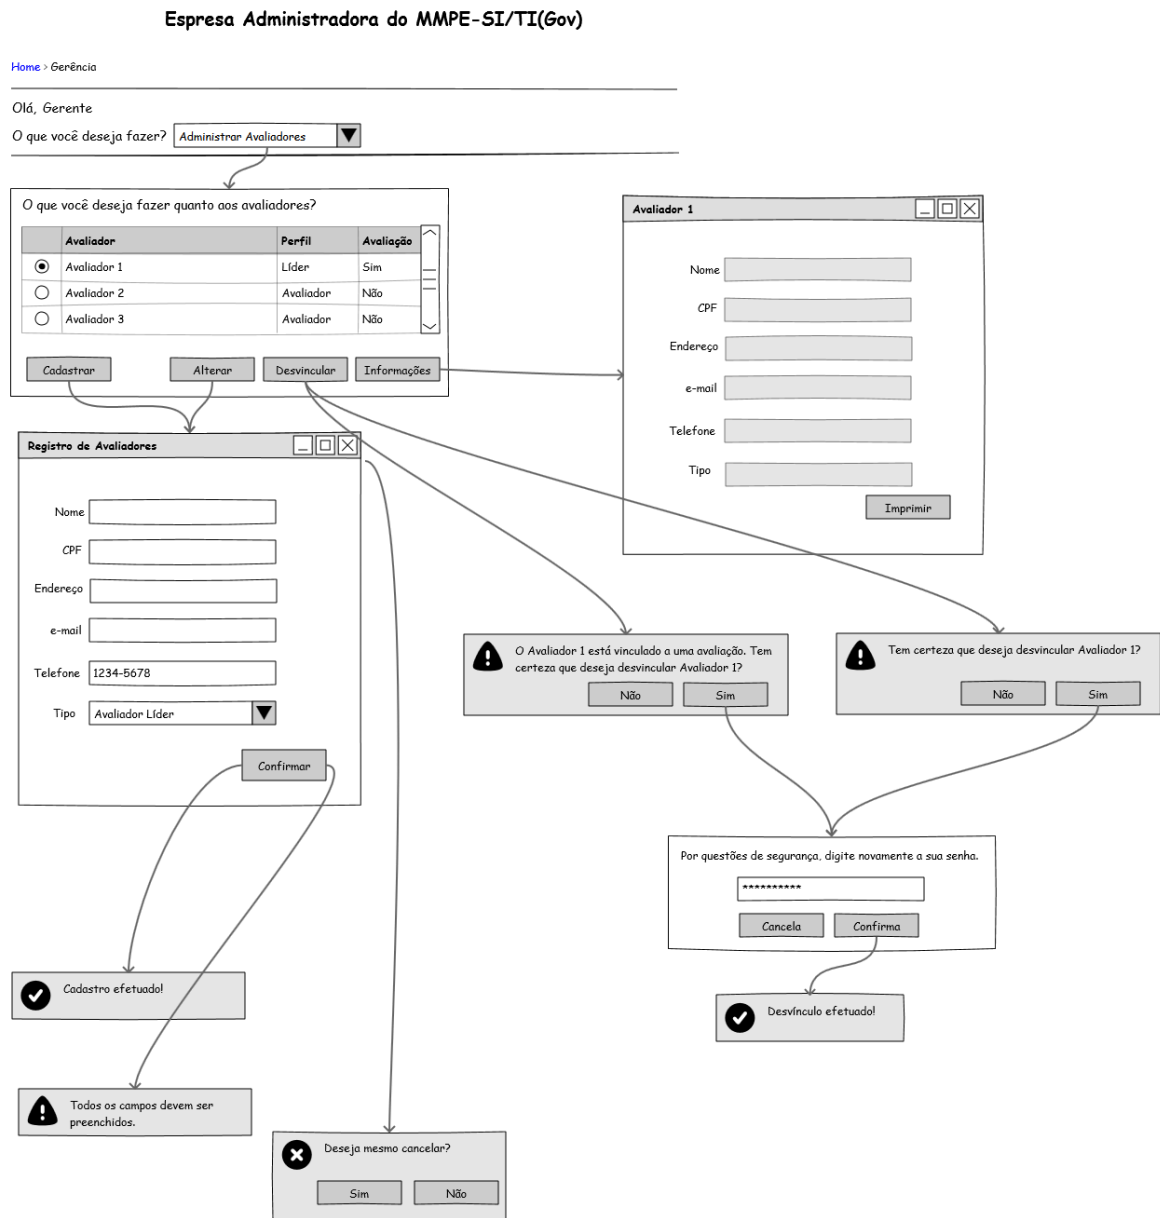 Espresa Administradora do MMPE-SI/TI(Gov)
Home > Gerência
Olá, Gerente
O que você deseja fazer? Administrar Avaliadores
O que você deseja fazer quanto aos avaliadores?
Avaliador Perfil Avaliação
Avaliador 1 Líder Sim
Avaliador 2 Avaliador Não
Avaliador 3 Avaliador Não
Cadastrar Alterar Desvincular Informações
Avaliador 1
Nome
CPF
Endereço
e-mail
Telefone
Tipo
Imprimir
Registro de Avaliadores
Nome
CPF
Endereço
e-mail
Telefone 1234-5678
Tipo Avaliador Líder
Confirmar
O Avaliador 1 está vinculado a uma avaliação. Tem
certeza que deseja desvincular Avaliador 1?
Não Sim
Tem certeza que deseja desvincular Avaliador 1?
Não Sim
Por questões de segurança, digite novamente a sua senha.
**********
Cancela Confirma
Desvínculo efetuado!
Cadastro efetuado!
Todos os campos devem ser
preenchidos.
Deseja mesmo cancelar?
Sim Não